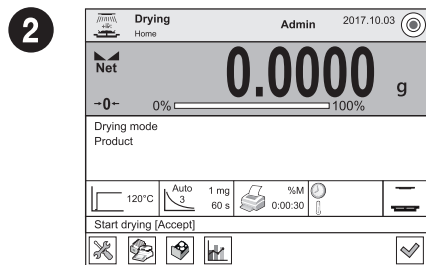 2
Drying
Home
Admin
2017.10.03
Net
0.0000 g
→0←
0% 100%
Drying mode
Product
120°C
Auto
3
1 mg
60 s
%M
0:00:30
Start drying [Accept]